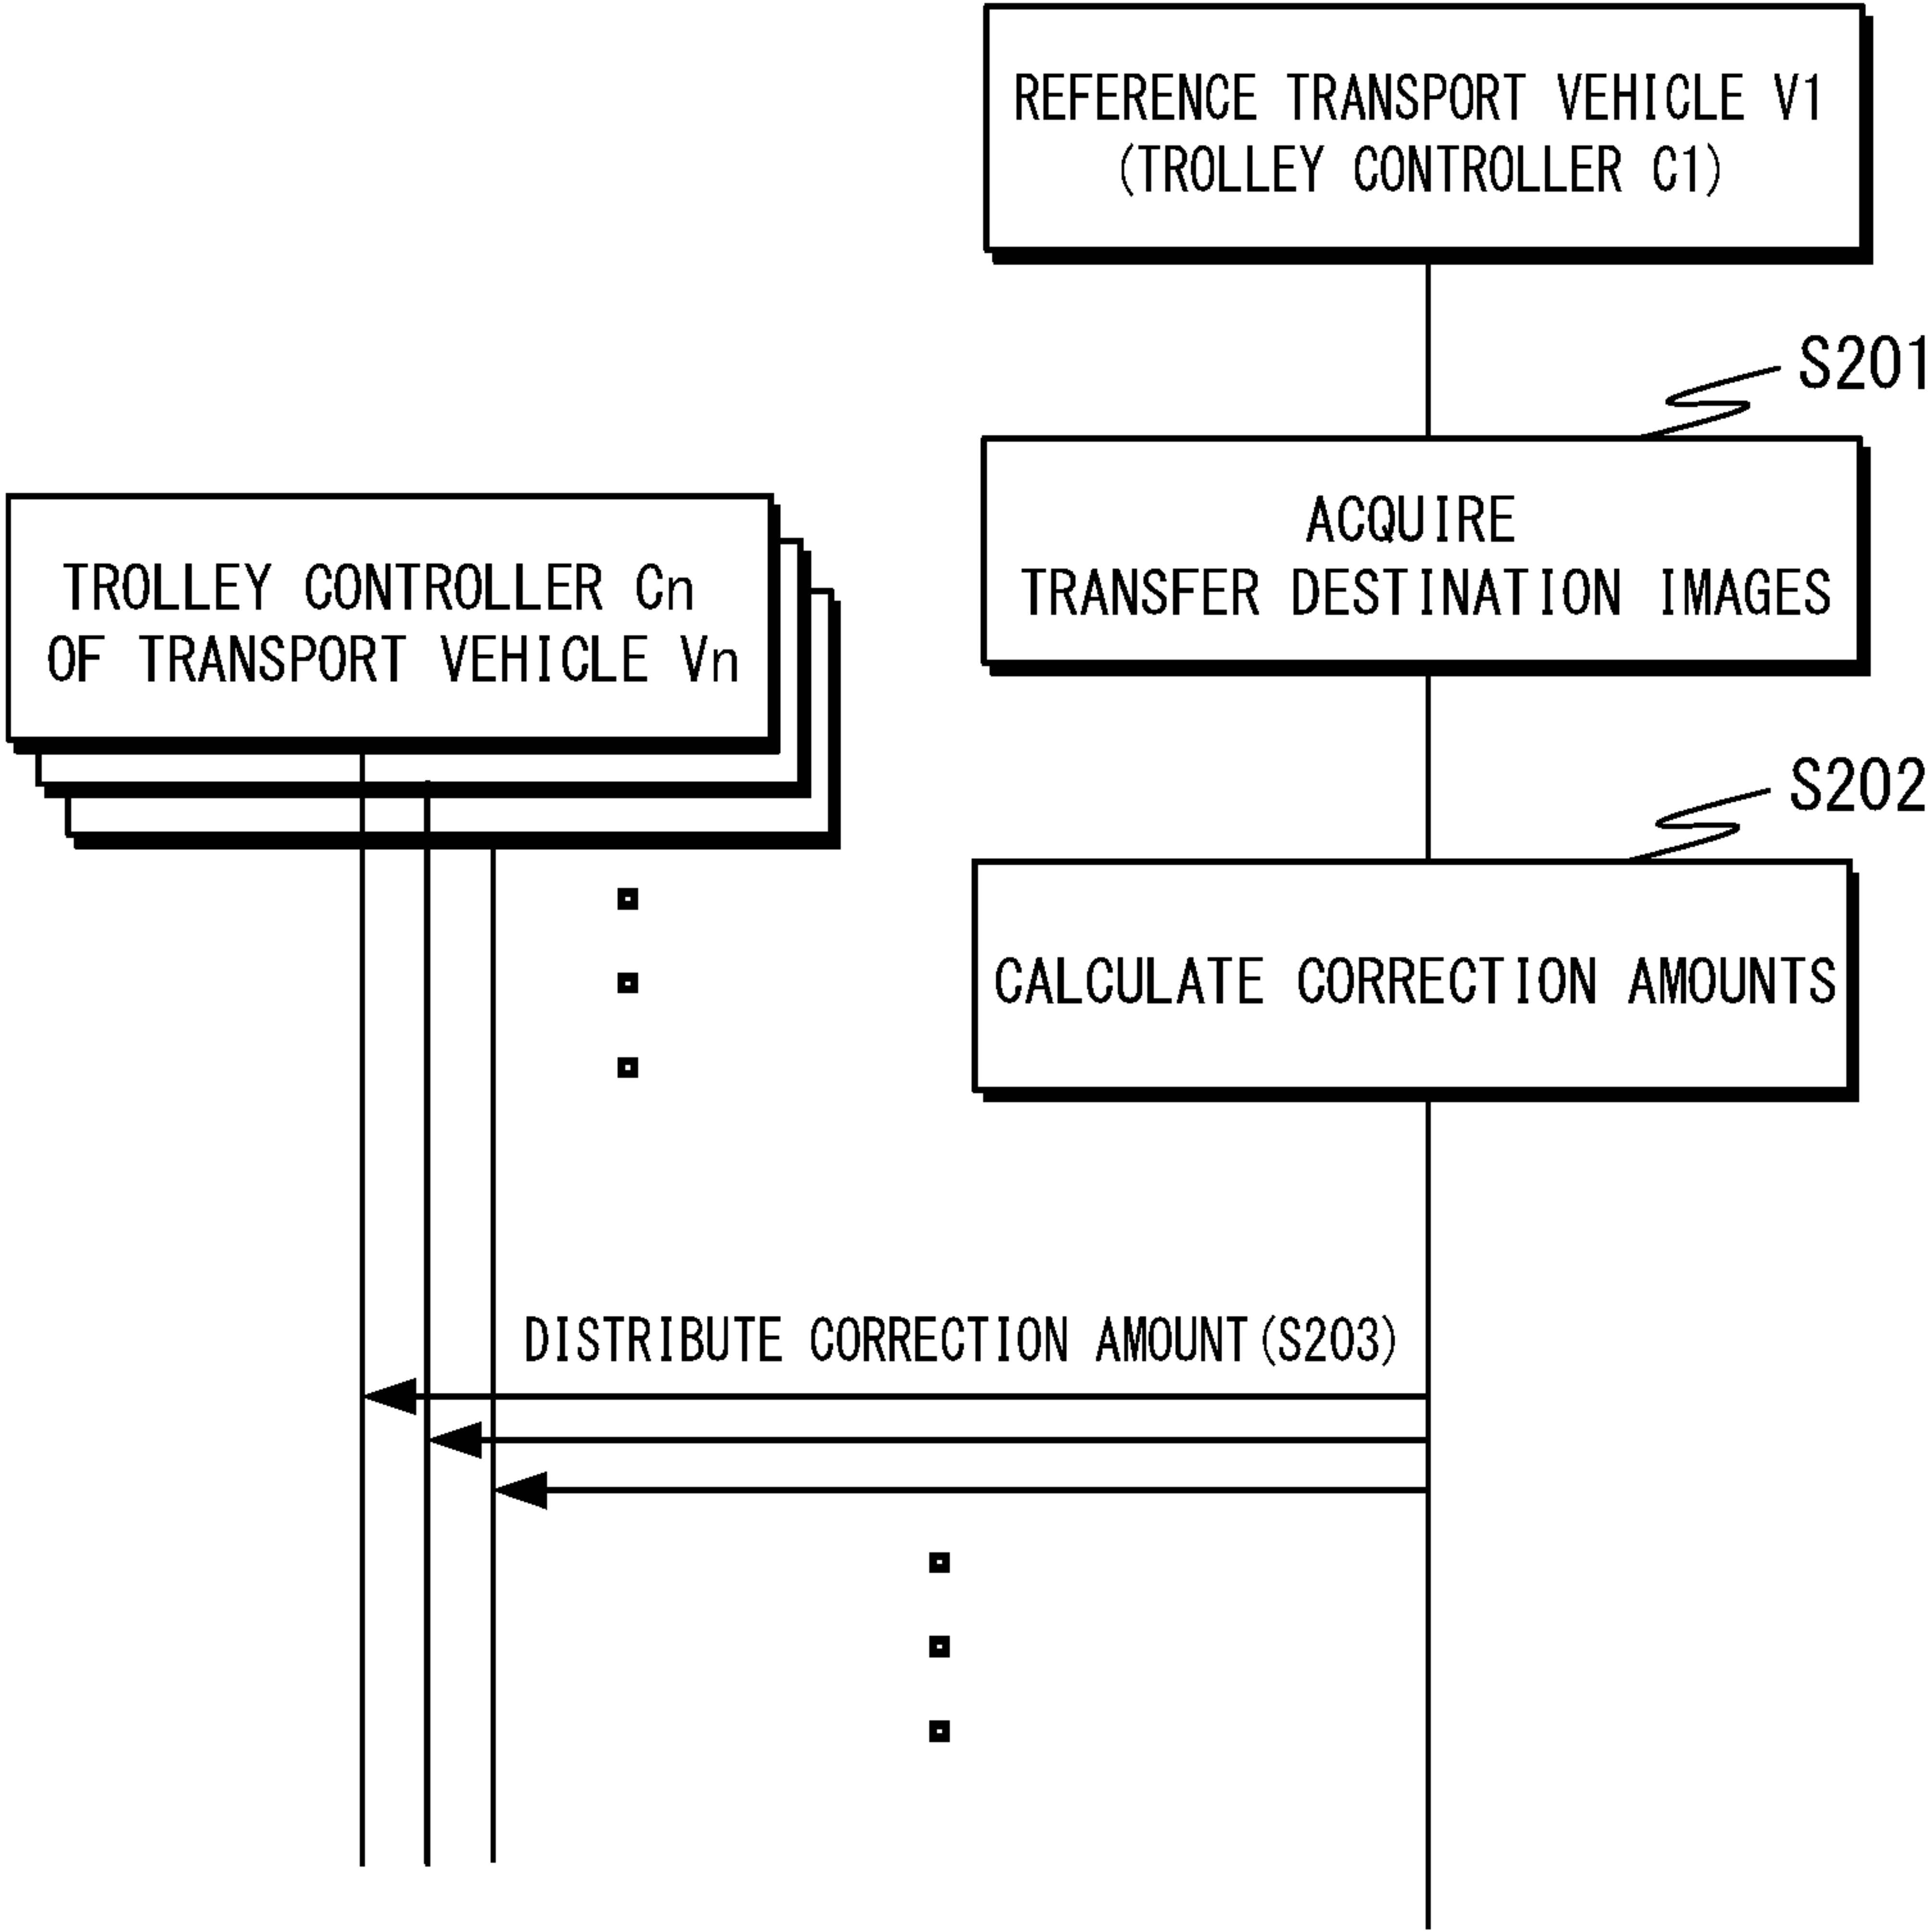 REFERENCE TRANSPORT VEHICLE V1
(TROLLEY CONTROLLER C1)
S201
ACQUIRE
TRANSFER DESTINATION IMAGES
TROLLEY CONTROLLER Cn
OF TRANSPORT VEHICLE Vn
S202
CALCULATE CORRECTION AMOUNTS
DISTRIBUTE CORRECTION AMOUNT(S203)